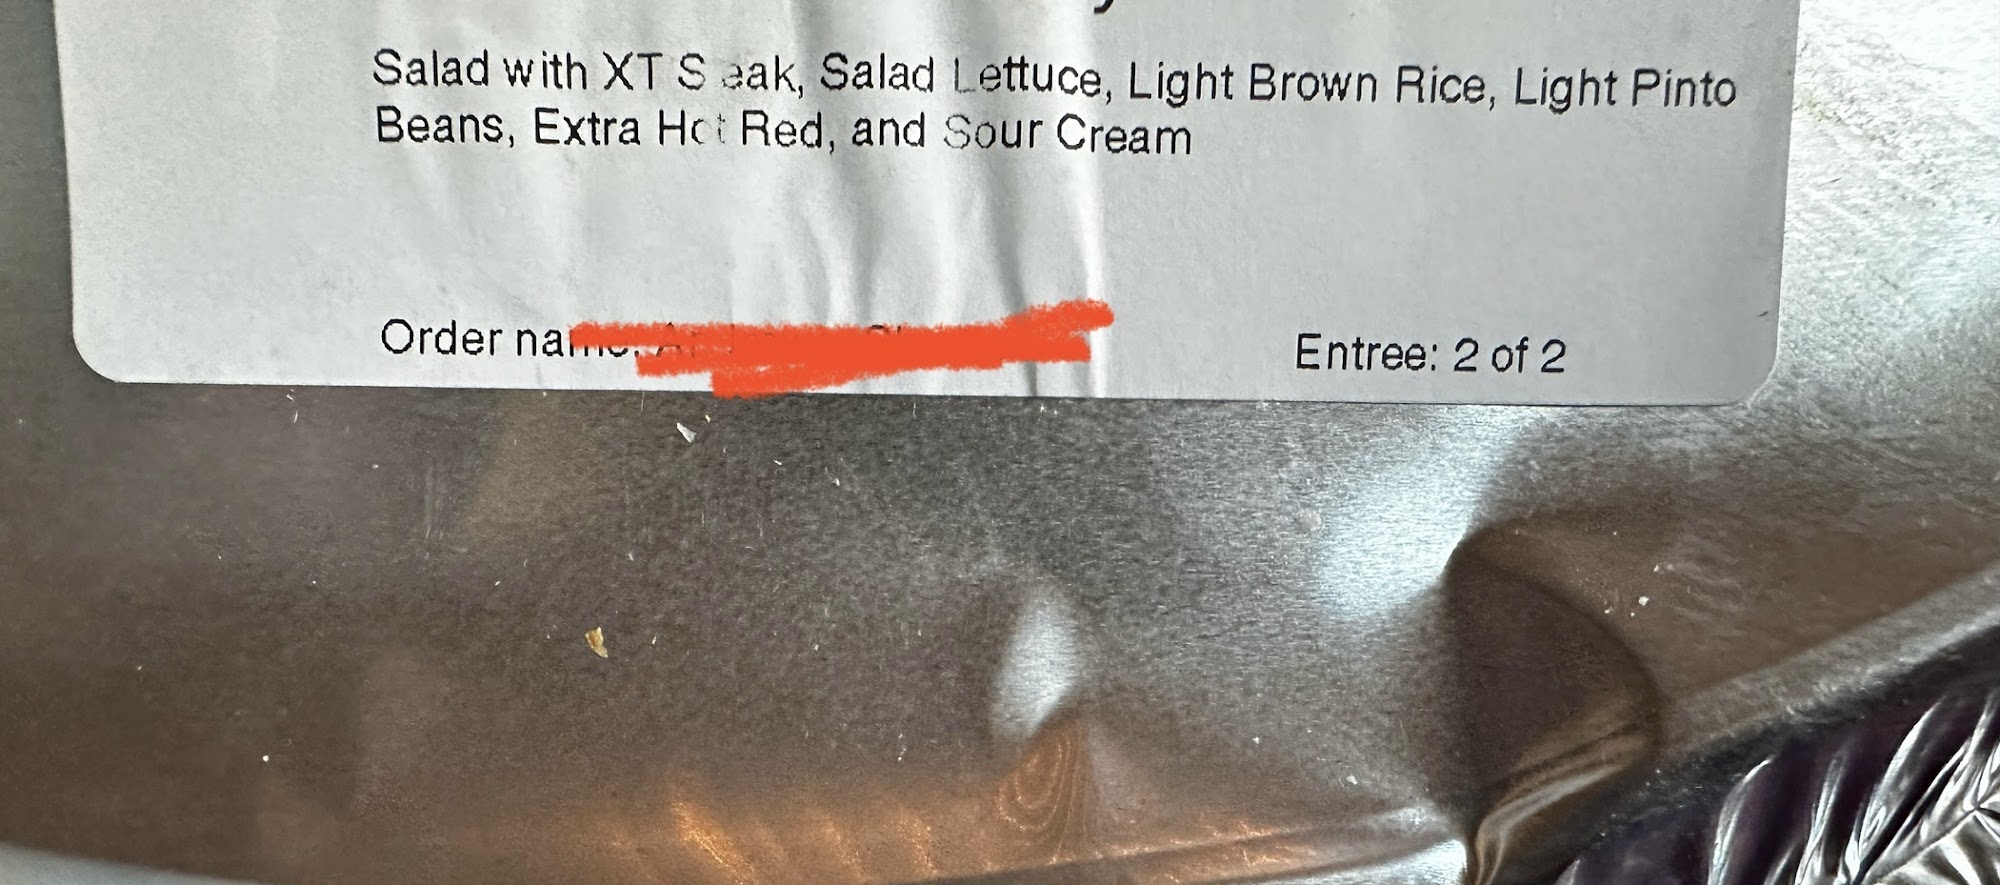 Salad with XT Steak, Salad Lettuce, Light Brown Rice, Light Pinto
Beans, Extra Hot Red, and Sour Cream
Order name:
Entree: 2 of 2